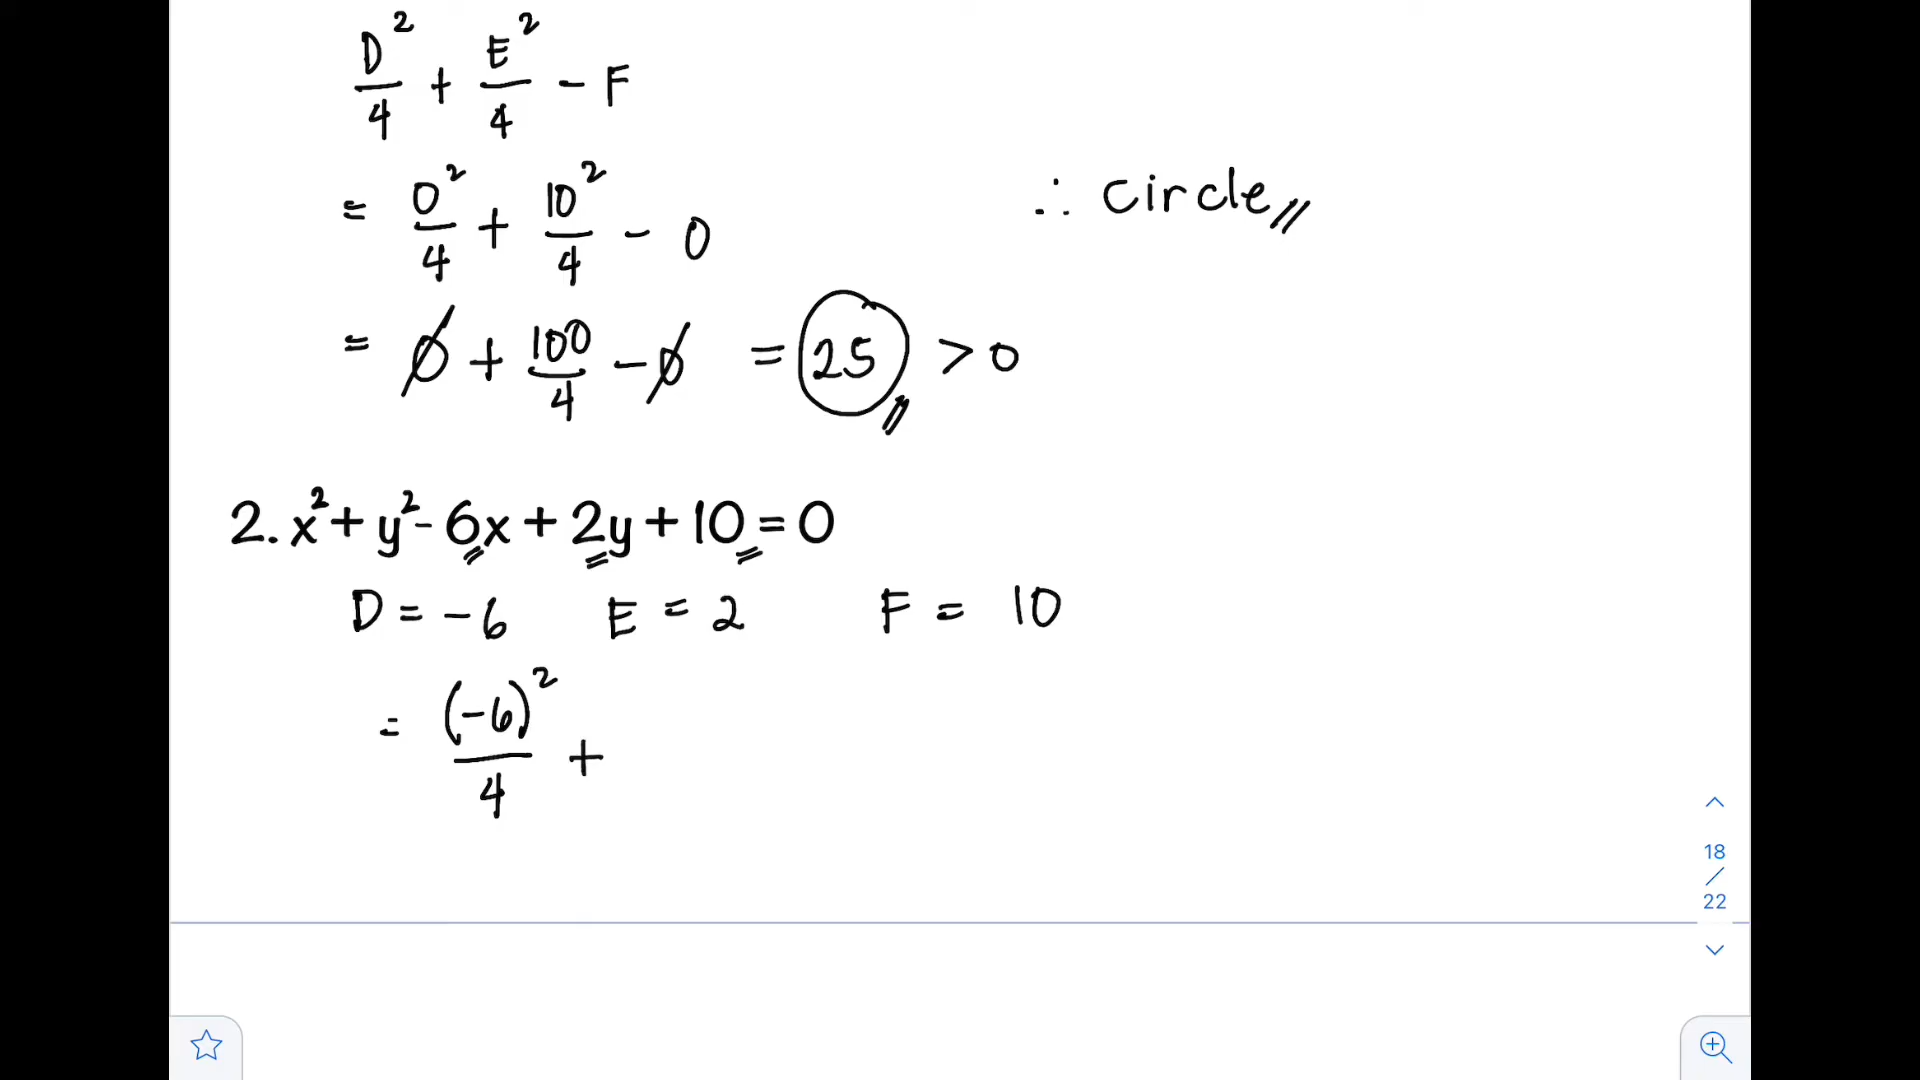 D²/4 + E²/4 - F
= 0²/4 + 10²/4 - 0
∴ circle//
= 0 + 100/4 - 0 = 25 > 0
2. x²+ y²- 6x + 2y + 10 = 0
D = -6 E = 2 F = 10
= (-6)²/4 +
18
/
22